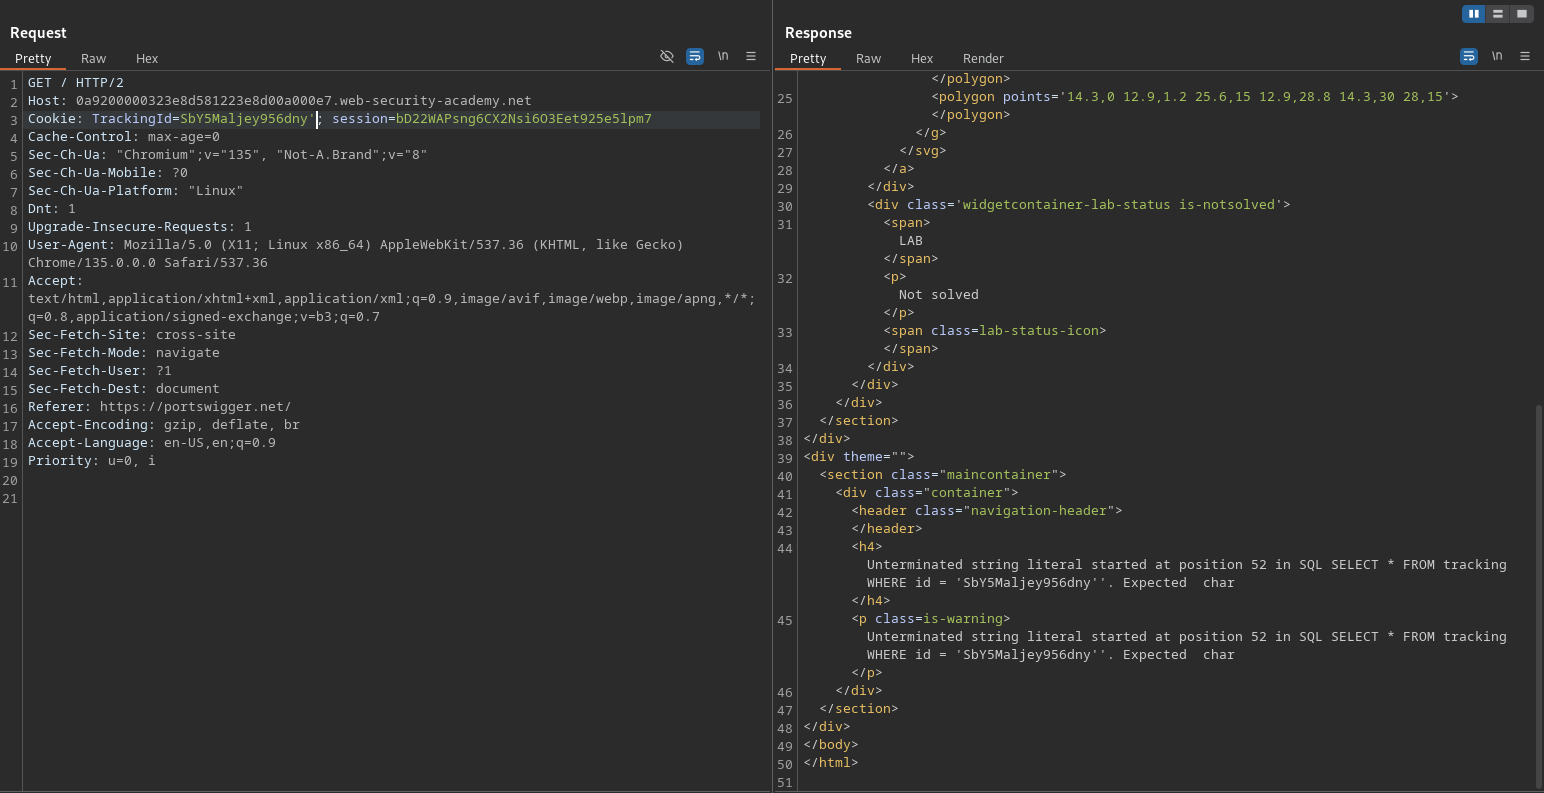 Request
Pretty Raw Hex
\n
1 GET / HTTP/2
2 Host: 0a9200000323e8d581223e8d00a000e7.web-security-academy.net
3 Cookie: TrackingId=SbY5Maljey956dny'; session=bD22WAPsng6CX2Nsi6O3Eet925e5lpm7
4 Cache-Control: max-age=0
5 Sec-Ch-Ua: "Chromium";v="135", "Not-A.Brand";v="8"
6 Sec-Ch-Ua-Mobile: ?0
7 Sec-Ch-Ua-Platform: "Linux"
8 Dnt: 1
9 Upgrade-Insecure-Requests: 1
10 User-Agent: Mozilla/5.0 (X11; Linux x86_64) AppleWebKit/537.36 (KHTML, like Gecko)
Chrome/135.0.0.0 Safari/537.36
11 Accept:
text/html,application/xhtml+xml,application/xml;q=0.9,image/avif,image/webp,image/apng,*/*;
q=0.8,application/signed-exchange;v=b3;q=0.7
12 Sec-Fetch-Site: cross-site
13 Sec-Fetch-Mode: navigate
14 Sec-Fetch-User: ?1
15 Sec-Fetch-Dest: document
16 Referer: https://portswigger.net/
17 Accept-Encoding: gzip, deflate, br
18 Accept-Language: en-US,en;q=0.9
19 Priority: u=0, i
20
21
Response
Pretty Raw Hex Render
\n
</polygon>
25 <polygon points='14.3,0 12.9,1.2 25.6,15 12.9,28.8 14.3,30 28,15'>
</polygon>
26 </g>
27 </svg>
28 </a>
29 </div>
30 <div class='widgetcontainer-lab-status is-notsolved'>
31 <span>
LAB
</span>
32 <p>
Not solved
</p>
33 <span class=lab-status-icon>
</span>
34 </div>
35 </div>
36 </div>
37 </section>
38 </div>
39 <div theme="">
40 <section class="maincontainer">
41 <div class="container">
42 <header class="navigation-header">
43 </header>
44 <h4>
Unterminated string literal started at position 52 in SQL SELECT * FROM tracking
WHERE id = 'SbY5Maljey956dny''. Expected  char
</h4>
45 <p class=is-warning>
Unterminated string literal started at position 52 in SQL SELECT * FROM tracking
WHERE id = 'SbY5Maljey956dny''. Expected  char
</p>
46 </div>
47 </section>
48 </div>
49 </body>
50 </html>
51